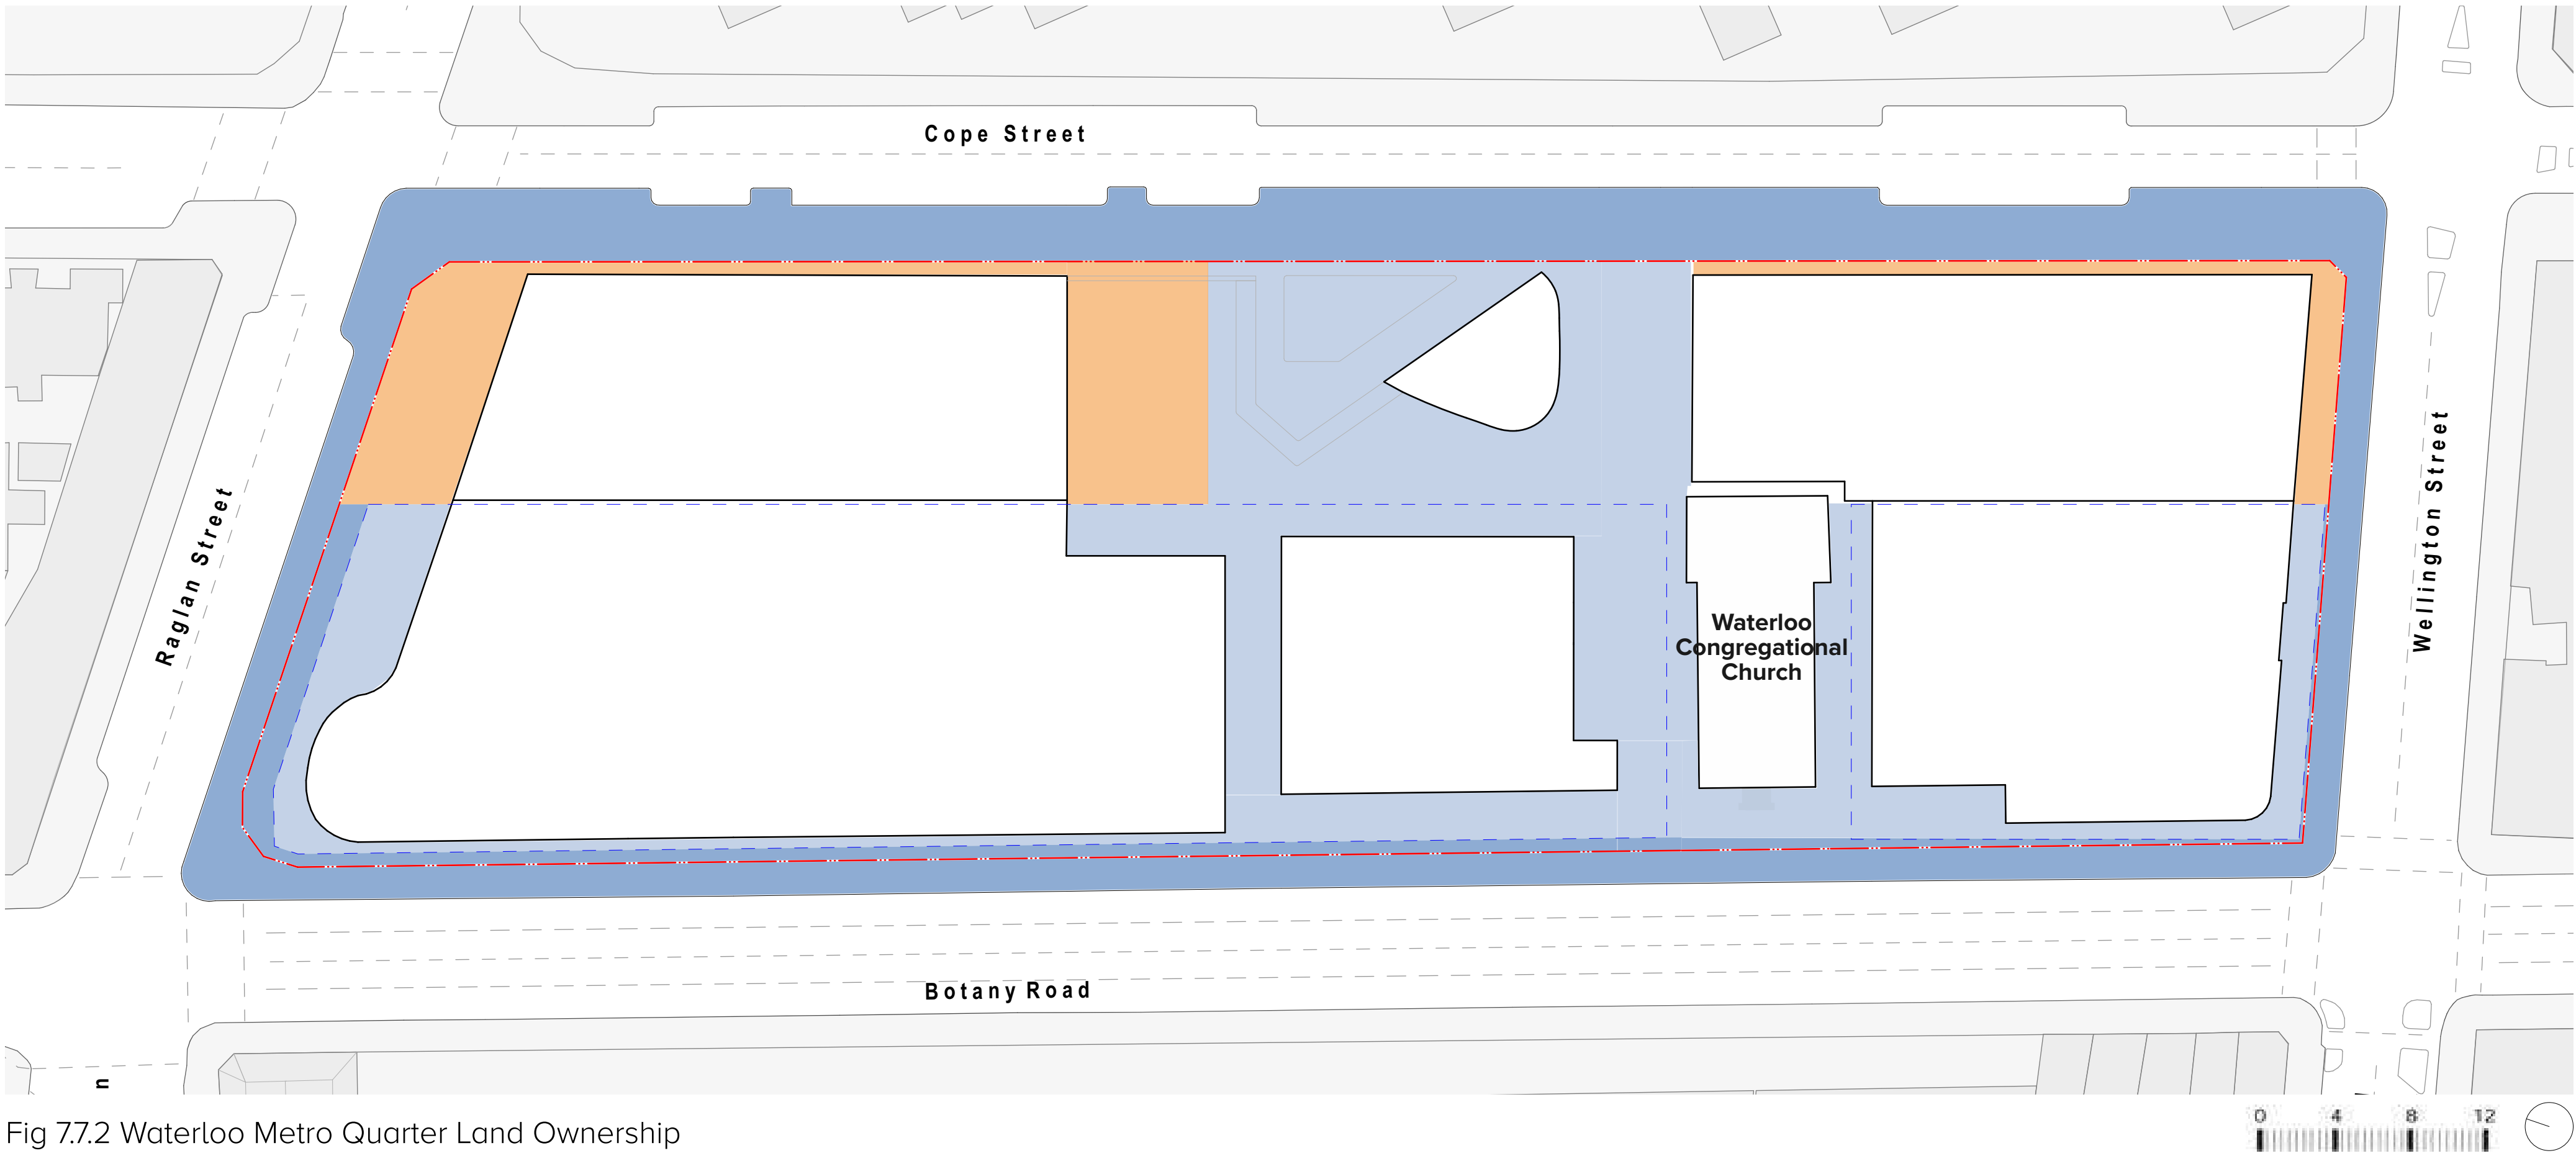 Cope Street
Raglan Street
Wellington Street
Waterloo
Congregational
Church
Botany Road
n
Fig 7.7.2 Waterloo Metro Quarter Land Ownership
0 4 8 12